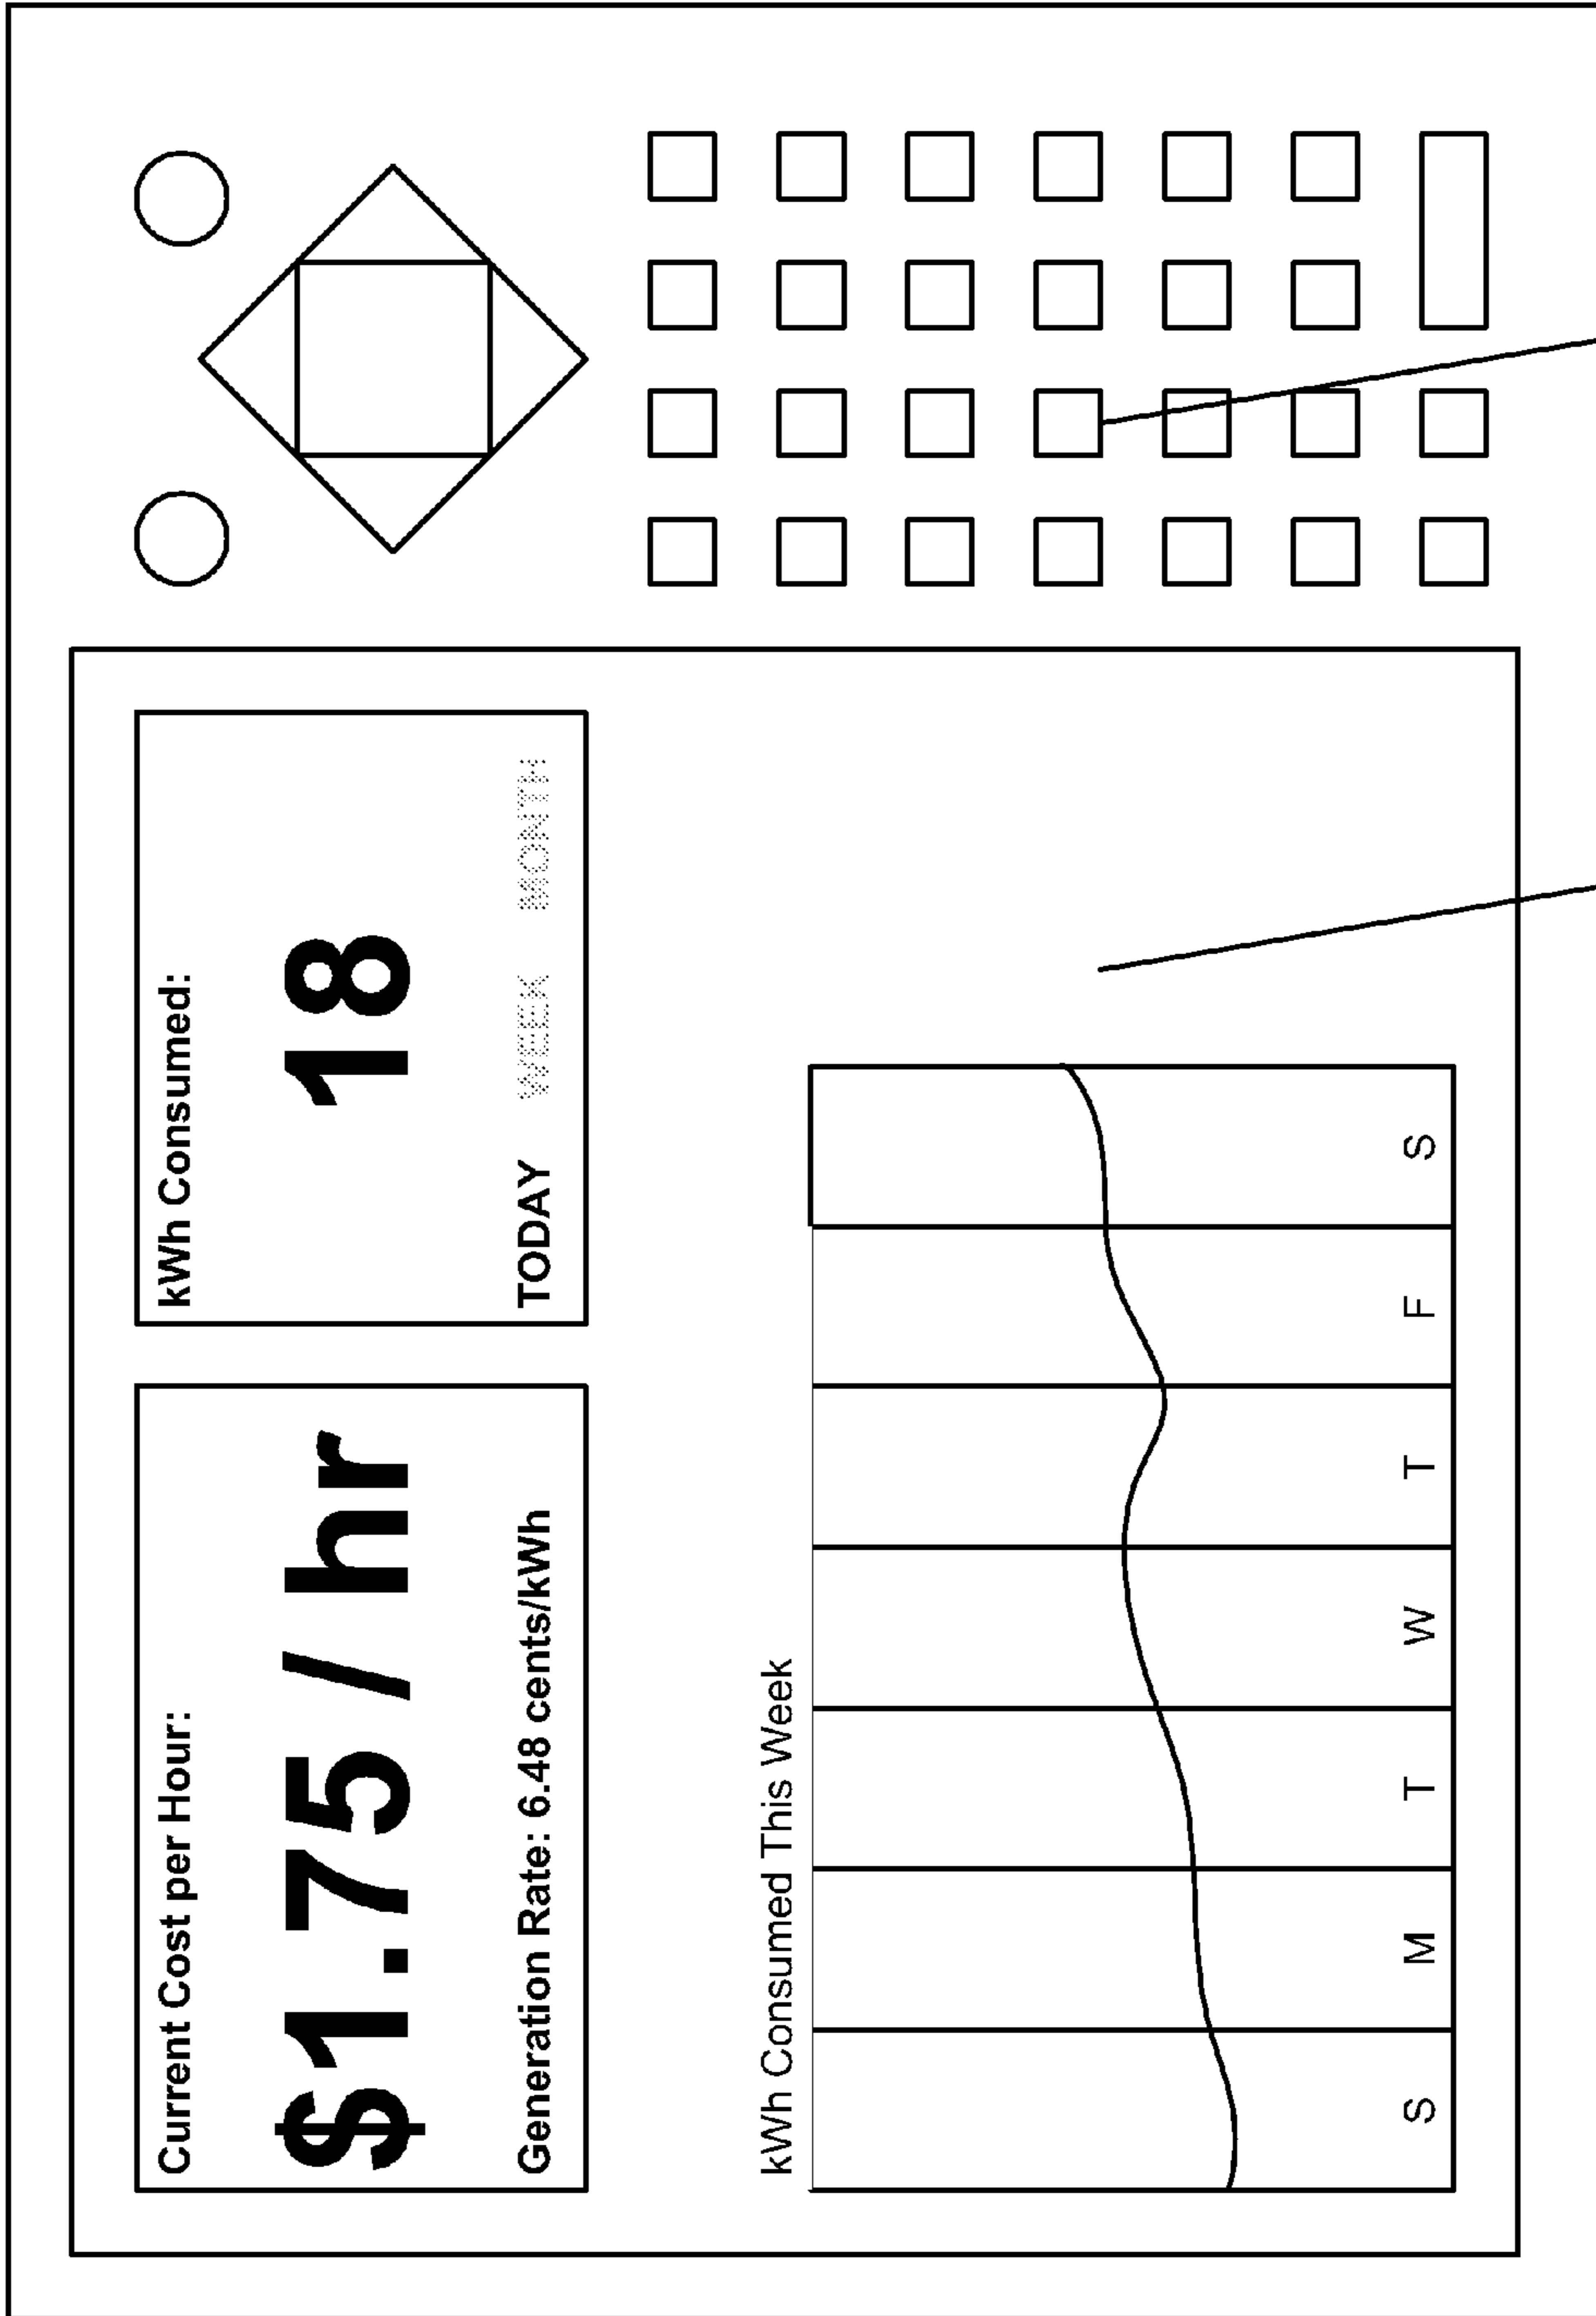 Current Cost per Hour:
$1.75 / hr
Generation Rate: 6.48 cents/kWh
kWh Consumed:
18
TODAY WEEK MONTH
kWh Consumed This Week
S M T W T F S